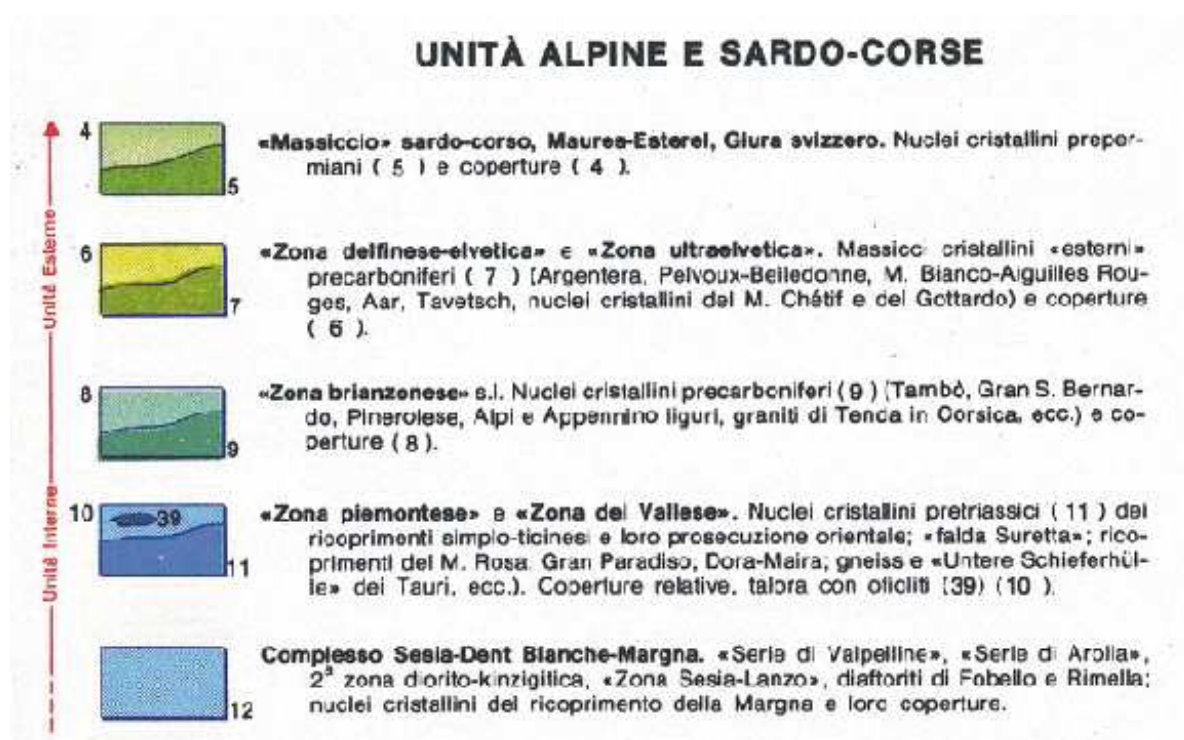 UNITÀ ALPINE E SARDO-CORSE
4
5
«Massiccio» sardo-corso, Maures-Esterel, Giura svizzero. Nuclei cristallini preper-
miani ( 5 ) e coperture ( 4 ).
6
7
«Zona delfinese-elvetica» e «Zona ultraelvetica». Massicci cristallini «esterni»
precarboniferi ( 7 ) (Argentera, Pelvoux-Belledonne, M. Bianco-Aiguilles Rou-
ges, Aar, Tavetsch, nuclei cristallini del M. Chétif e del Gottardo) e coperture
( 6 ).
8
9
«Zona brianzonese» s.l. Nuclei cristallini precarboniferi ( 9 ) (Tambò, Gran S. Bernar-
do, Pinerolese, Alpi e Appennino liguri, graniti di Tenda in Corsica, ecc.) e co-
perture ( 8 ).
10
39
11
«Zona piemontese» e «Zona del Vallese». Nuclei cristallini pretriassici ( 11 ) dei
ricoprimenti simplo-ticinesi e loro prosecuzione orientale; «falda Suretta»; rico-
primenti del M. Rosa, Gran Paradiso, Dora-Maira; gneiss e «Untere Schieferhül-
le» dei Tauri, ecc.). Coperture relative, talora con ofioliti (39) (10 ).
12
Complesso Sesia-Dent Blanche-Margna. «Serie di Valpelline», «Serie di Arolla»,
2ª zona diorito-kinzigitica, «Zona Sesia-Lanzo», diaftoriti di Fobello e Rimella;
nuclei cristallini del ricoprimento della Margna e loro coperture.
Unità Esterne
Unità Interne